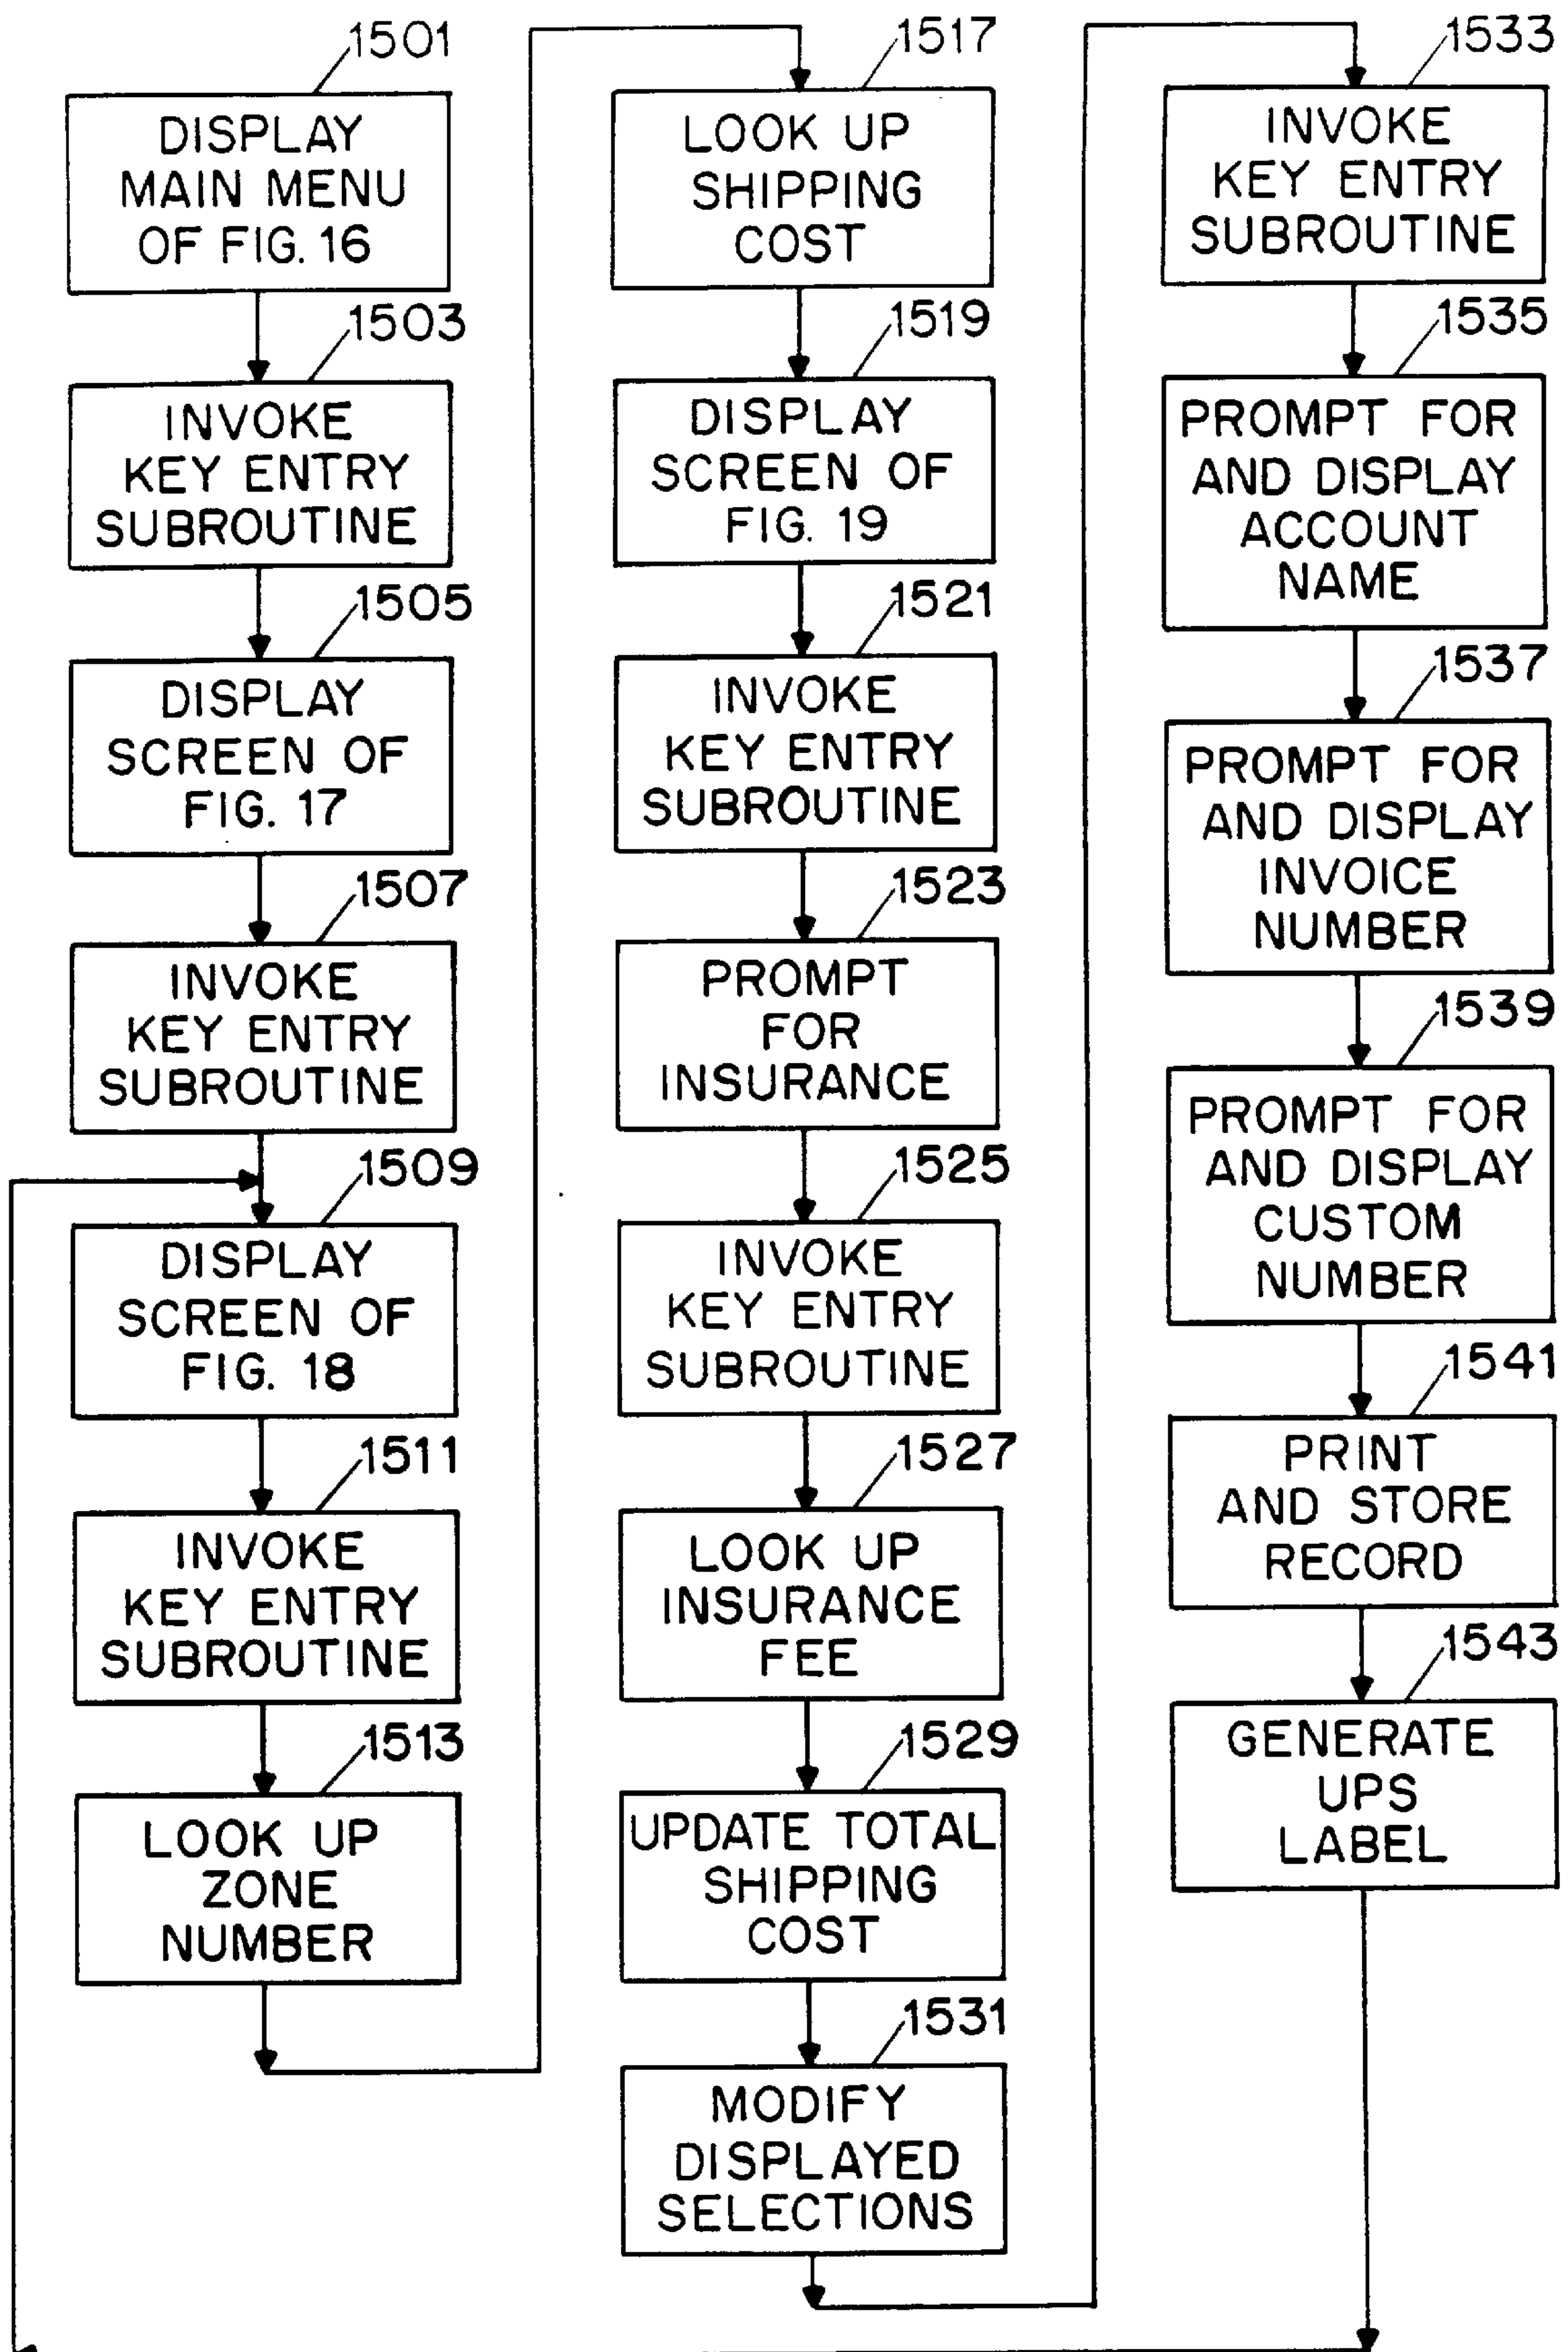 1501
DISPLAY
MAIN MENU
OF FIG. 16
1503
INVOKE
KEY ENTRY
SUBROUTINE
1505
DISPLAY
SCREEN OF
FIG. 17
1507
INVOKE
KEY ENTRY
SUBROUTINE
1509
DISPLAY
SCREEN OF
FIG. 18
1511
INVOKE
KEY ENTRY
SUBROUTINE
1513
LOOK UP
ZONE
NUMBER
1517
LOOK UP
SHIPPING
COST
1519
DISPLAY
SCREEN OF
FIG. 19
1521
INVOKE
KEY ENTRY
SUBROUTINE
1523
PROMPT
FOR
INSURANCE
1525
INVOKE
KEY ENTRY
SUBROUTINE
1527
LOOK UP
INSURANCE
FEE
1529
UPDATE TOTAL
SHIPPING
COST
1531
MODIFY
DISPLAYED
SELECTIONS
1533
INVOKE
KEY ENTRY
SUBROUTINE
1535
PROMPT FOR
AND DISPLAY
ACCOUNT
NAME
1537
PROMPT FOR
AND DISPLAY
INVOICE
NUMBER
1539
PROMPT FOR
AND DISPLAY
CUSTOM
NUMBER
1541
PRINT
AND STORE
RECORD
1543
GENERATE
UPS
LABEL